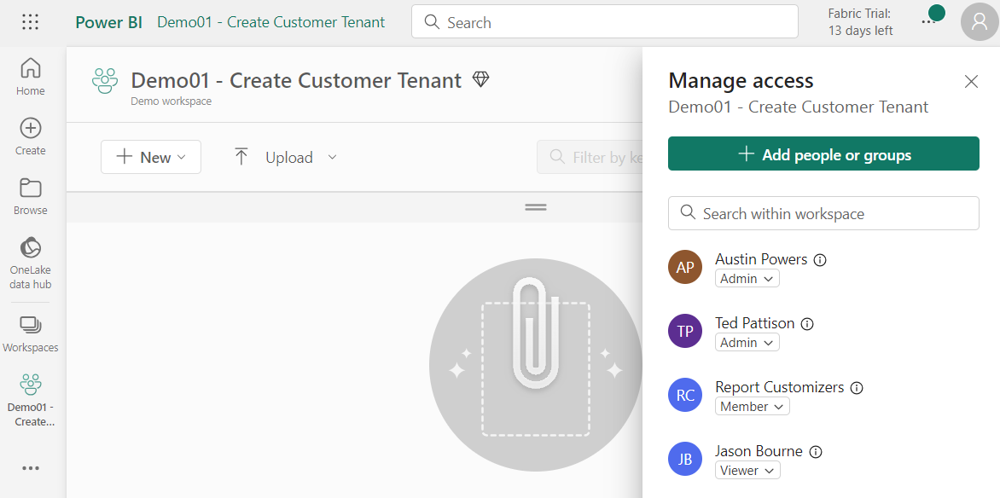 Power BI Demo01 - Create Customer Tenant
Search
Fabric Trial:
13 days left
Home
Create
Browse
OneLake
data hub
Workspaces
Demo01 -
Create...
Demo01 - Create Customer Tenant
Demo workspace
New
Upload
Filter by ke
Manage access
Demo01 - Create Customer Tenant
Add people or groups
Search within workspace
AP
Austin Powers
Admin
TP
Ted Pattison
Admin
RC
Report Customizers
Member
JB
Jason Bourne
Viewer